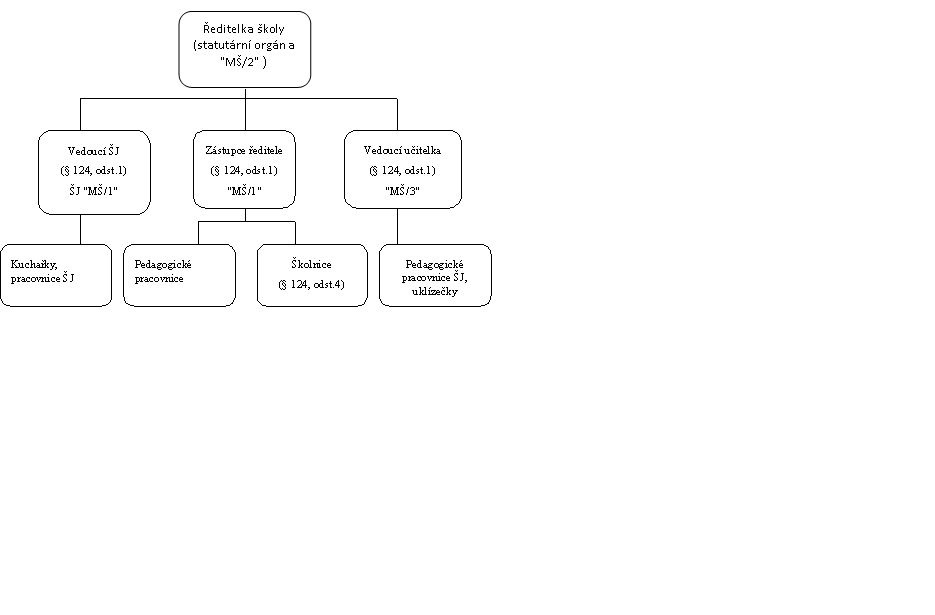 Ředitelka školy
(statutární orgán a
"MŠ/2" )
Vedoucí ŠJ
(§ 124, odst.1)
ŠJ "MŠ/1"
Zástupce ředitele
(§ 124, odst.1)
"MŠ/1"
Vedoucí učitelka
(§ 124, odst.1)
"MŠ/3"
Kuchařky,
pracovnice ŠJ
Pedagogické
pracovnice
Školnice
(§ 124, odst.4)
Pedagogické
pracovnice ŠJ,
uklízečky